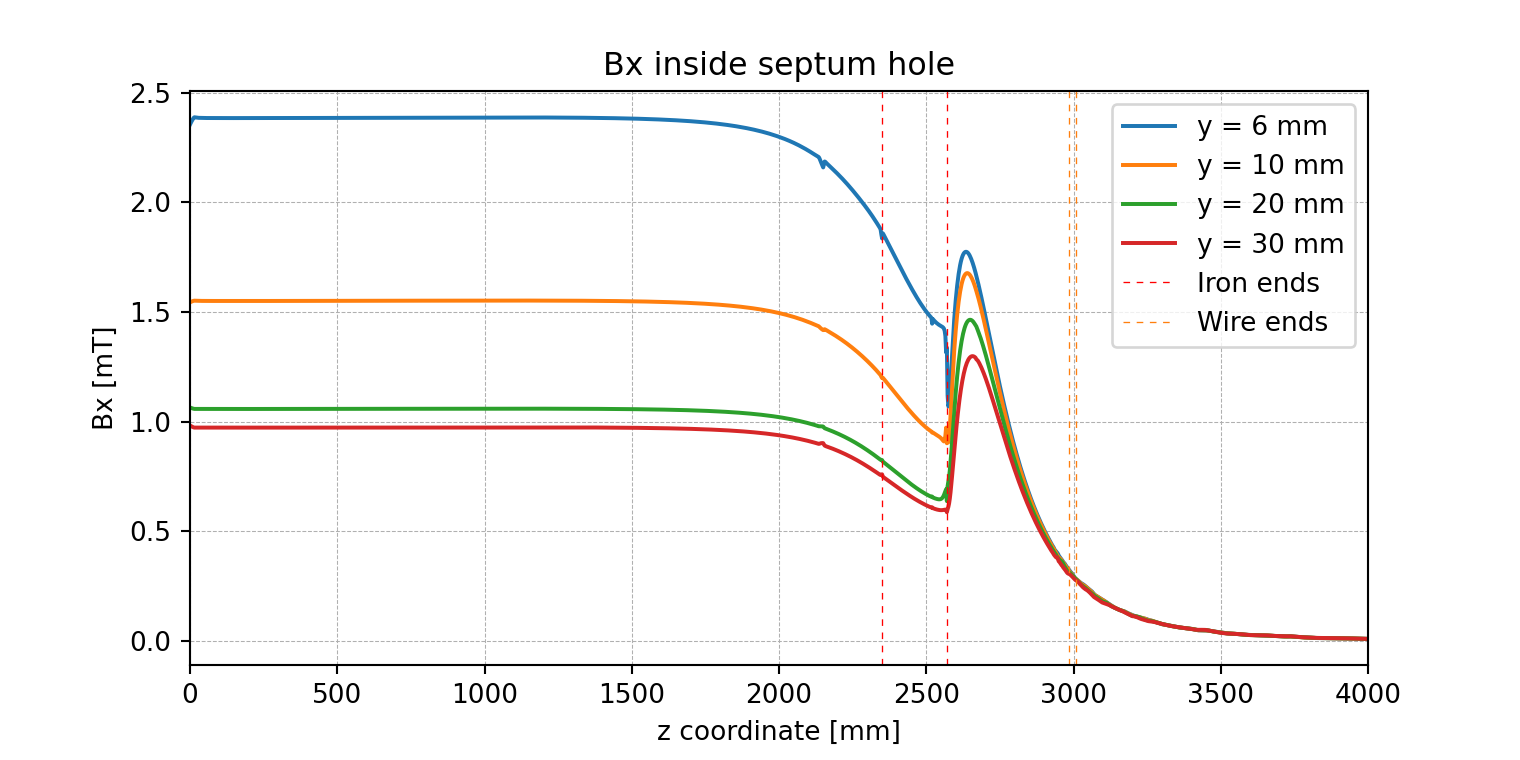 Bx inside septum hole
2.5
2.0
1.5
1.0
0.5
0.0
Bx [mT]
y = 6 mm
y = 10 mm
y = 20 mm
y = 30 mm
Iron ends
Wire ends
0 500 1000 1500 2000 2500 3000 3500 4000
z coordinate [mm]